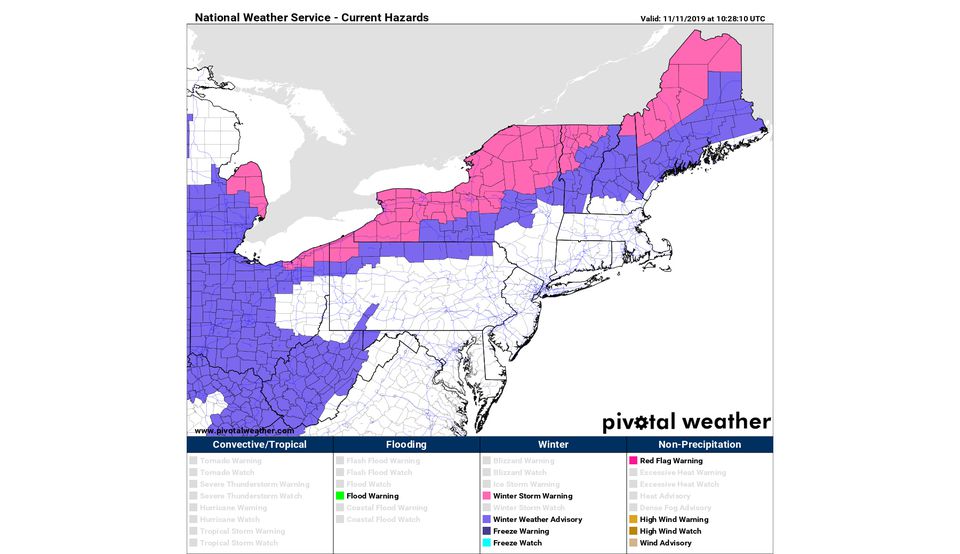 National Weather Service - Current Hazards
Valid: 11/11/2019 at 10:28:10 UTC
pivotal weather
www.pivotalweather.com
Convective/Tropical
Tornado Warning
Tornado Watch
Severe Thunderstorm Warning
Severe Thunderstorm Watch
Hurricane Warning
Hurricane Watch
Tropical Storm Warning
Tropical Storm Watch
Flooding
Flash Flood Warning
Flash Flood Watch
Flood Watch
Flood Warning
Coastal Flood Warning
Coastal Flood Watch
Winter
Blizzard Warning
Blizzard Watch
Ice Storm Warning
Winter Storm Warning
Winter Storm Watch
Winter Weather Advisory
Freeze Warning
Freeze Watch
Non-Precipitation
Red Flag Warning
Excessive Heat Warning
Excessive Heat Watch
Heat Advisory
Dense Fog Advisory
High Wind Warning
High Wind Watch
Wind Advisory